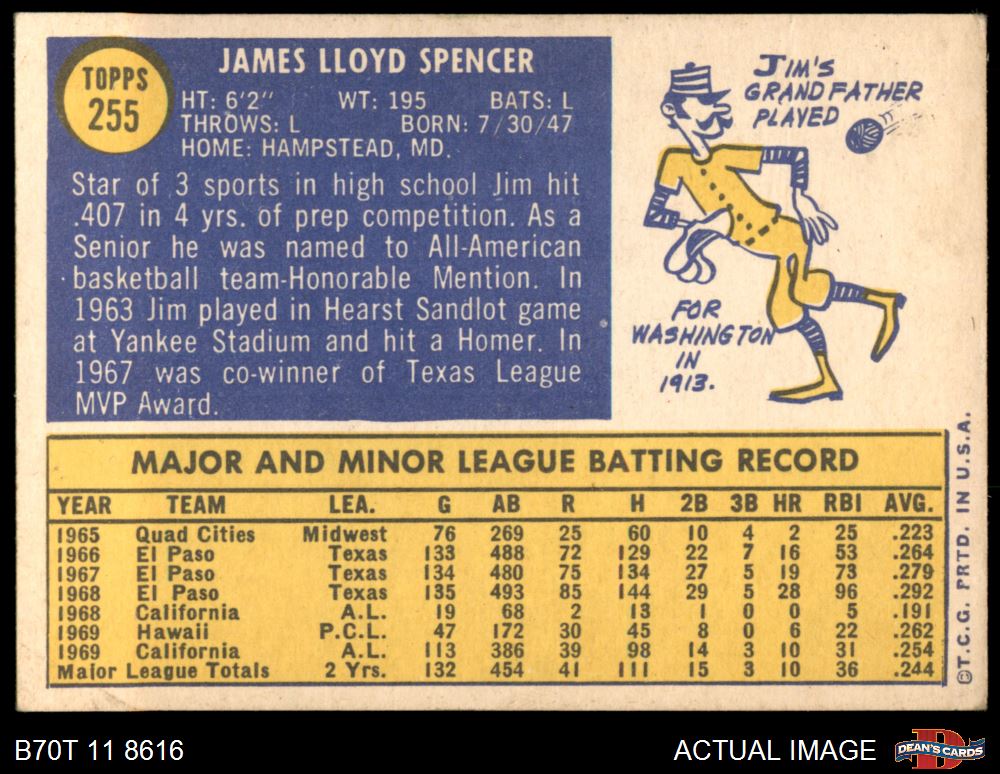 TOPPS
255
JAMES LLOYD SPENCER
HT: 6'2" WT: 195 BATS: L
THROWS: L BORN: 7/30/47
HOME: HAMPSTEAD, MD.
Star of 3 sports in high school Jim hit
.407 in 4 yrs. of prep competition. As a
Senior he was named to All-American
basketball team-Honorable Mention. In
1963 Jim played in Hearst Sandlot game
at Yankee Stadium and hit a Homer. In
1967 was co-winner of Texas League
MVP Award.
JIM'S
GRANDFATHER
PLAYED
FOR
WASHINGTON
IN
1913.
MAJOR AND MINOR LEAGUE BATTING RECORD
YEAR TEAM LEA. G AB R H 2B 3B HR RBI AVG.
1965 Quad Cities Midwest 76 269 25 60 10 4 2 25 .223
1966 El Paso Texas 133 488 72 129 22 7 16 53 .264
1967 El Paso Texas 134 480 75 134 27 5 19 73 .279
1968 El Paso Texas 135 493 85 144 29 5 28 96 .292
1968 California A.L. 19 68 2 13 1 0 0 5 .191
1969 Hawaii P.C.L. 47 172 30 45 8 0 6 22 .262
1969 California A.L. 113 386 39 98 14 3 10 31 .254
Major League Totals 2 Yrs. 132 454 41 111 15 3 10 36 .244
©T.C.G. PRTD. IN U.S.A.
B70T 11 8616
ACTUAL IMAGE
D
DEAN'S CARDS